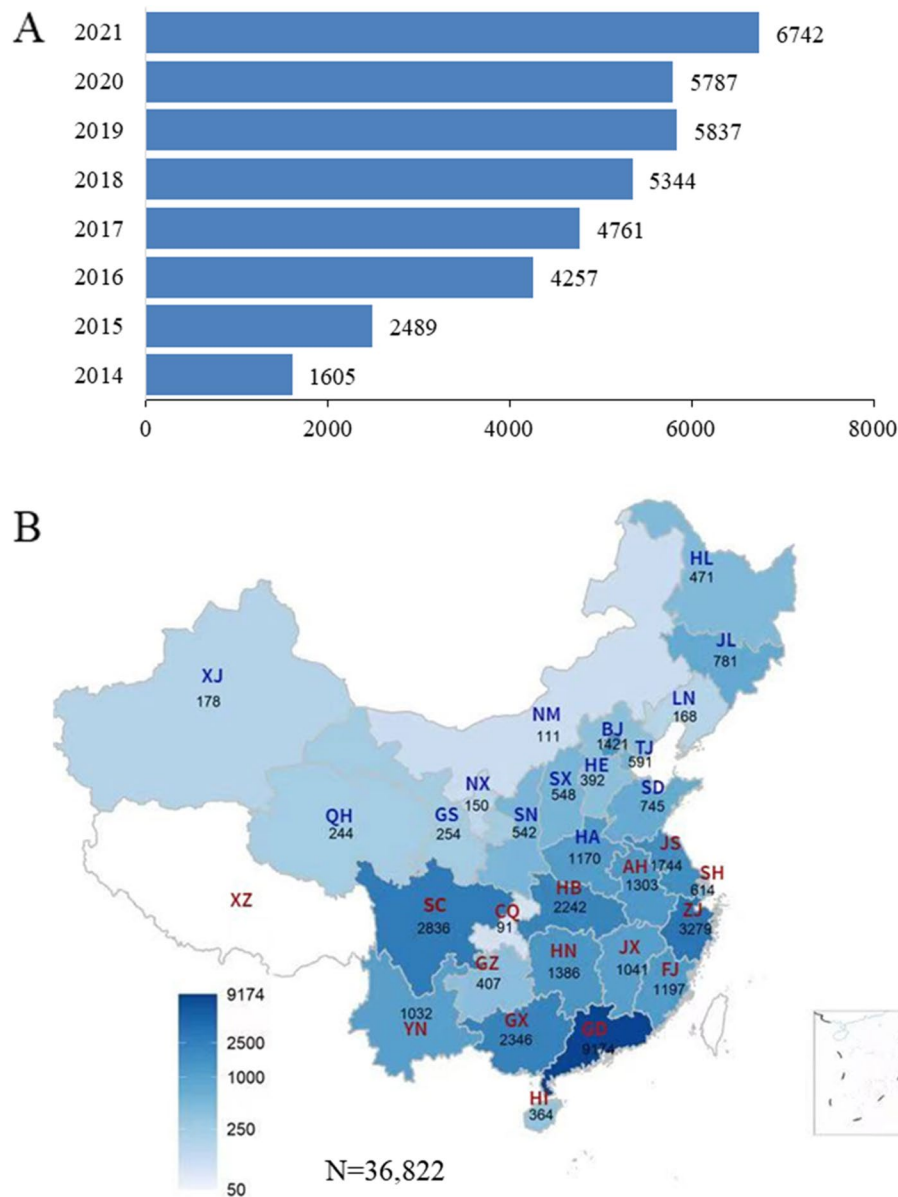 A
2021 6742
2020 5787
2019 5837
2018 5344
2017 4761
2016 4257
2015 2489
2014 1605
0 2000 4000 6000 8000
B
HL
471
JL
781
XJ
178
LN
168
NM
111
BJ
1421
TJ
591
HE
392
NX
150
SX
548
SD
745
QH
244
GS
254
SN
542
HA
1170
JS
1744
AH
1303
SH
614
XZ
SC
2836
CQ
91
HB
2242
ZJ
3279
GZ
407
HN
1386
JX
1041
FJ
1197
1032
YN
GX
2346
GD
9174
HI
364
9174
2500
1000
250
50
N=36,822